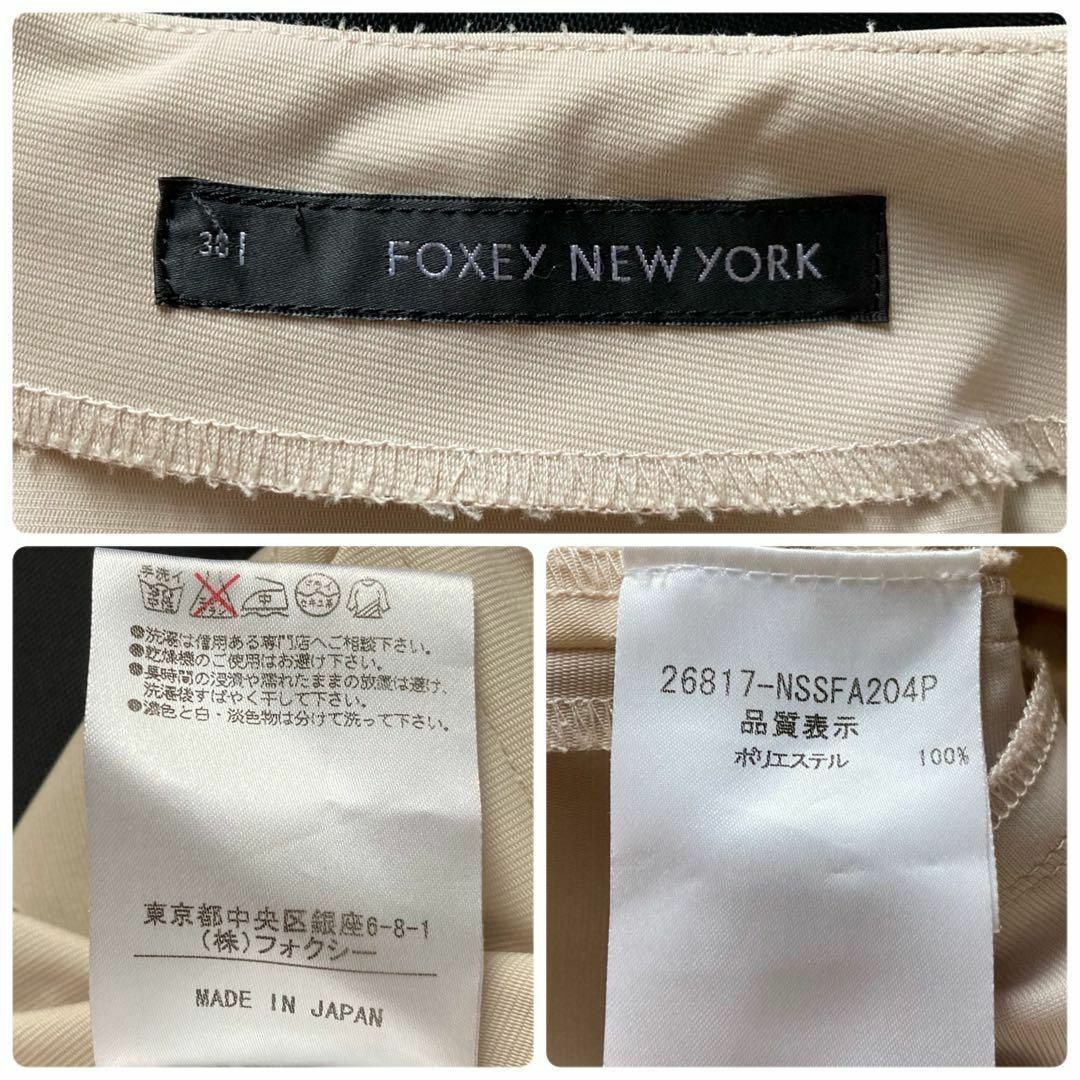 38
FOXEY NEW YORK
手洗イ
中
●洗濯は信用ある専門店へご相談下さい。
●乾燥機のご使用はお避け下さい。
●長時間の浸漬や濡れたままの放置は避け、
洗濯後すばやく干して下さい。
●濃色と白・淡色物は分けて洗って下さい。
東京都中央区銀座6-8-1
(株)フォクシー
MADE IN JAPAN
26817-NSSFA204P
品質表示
ポリエステル 100%